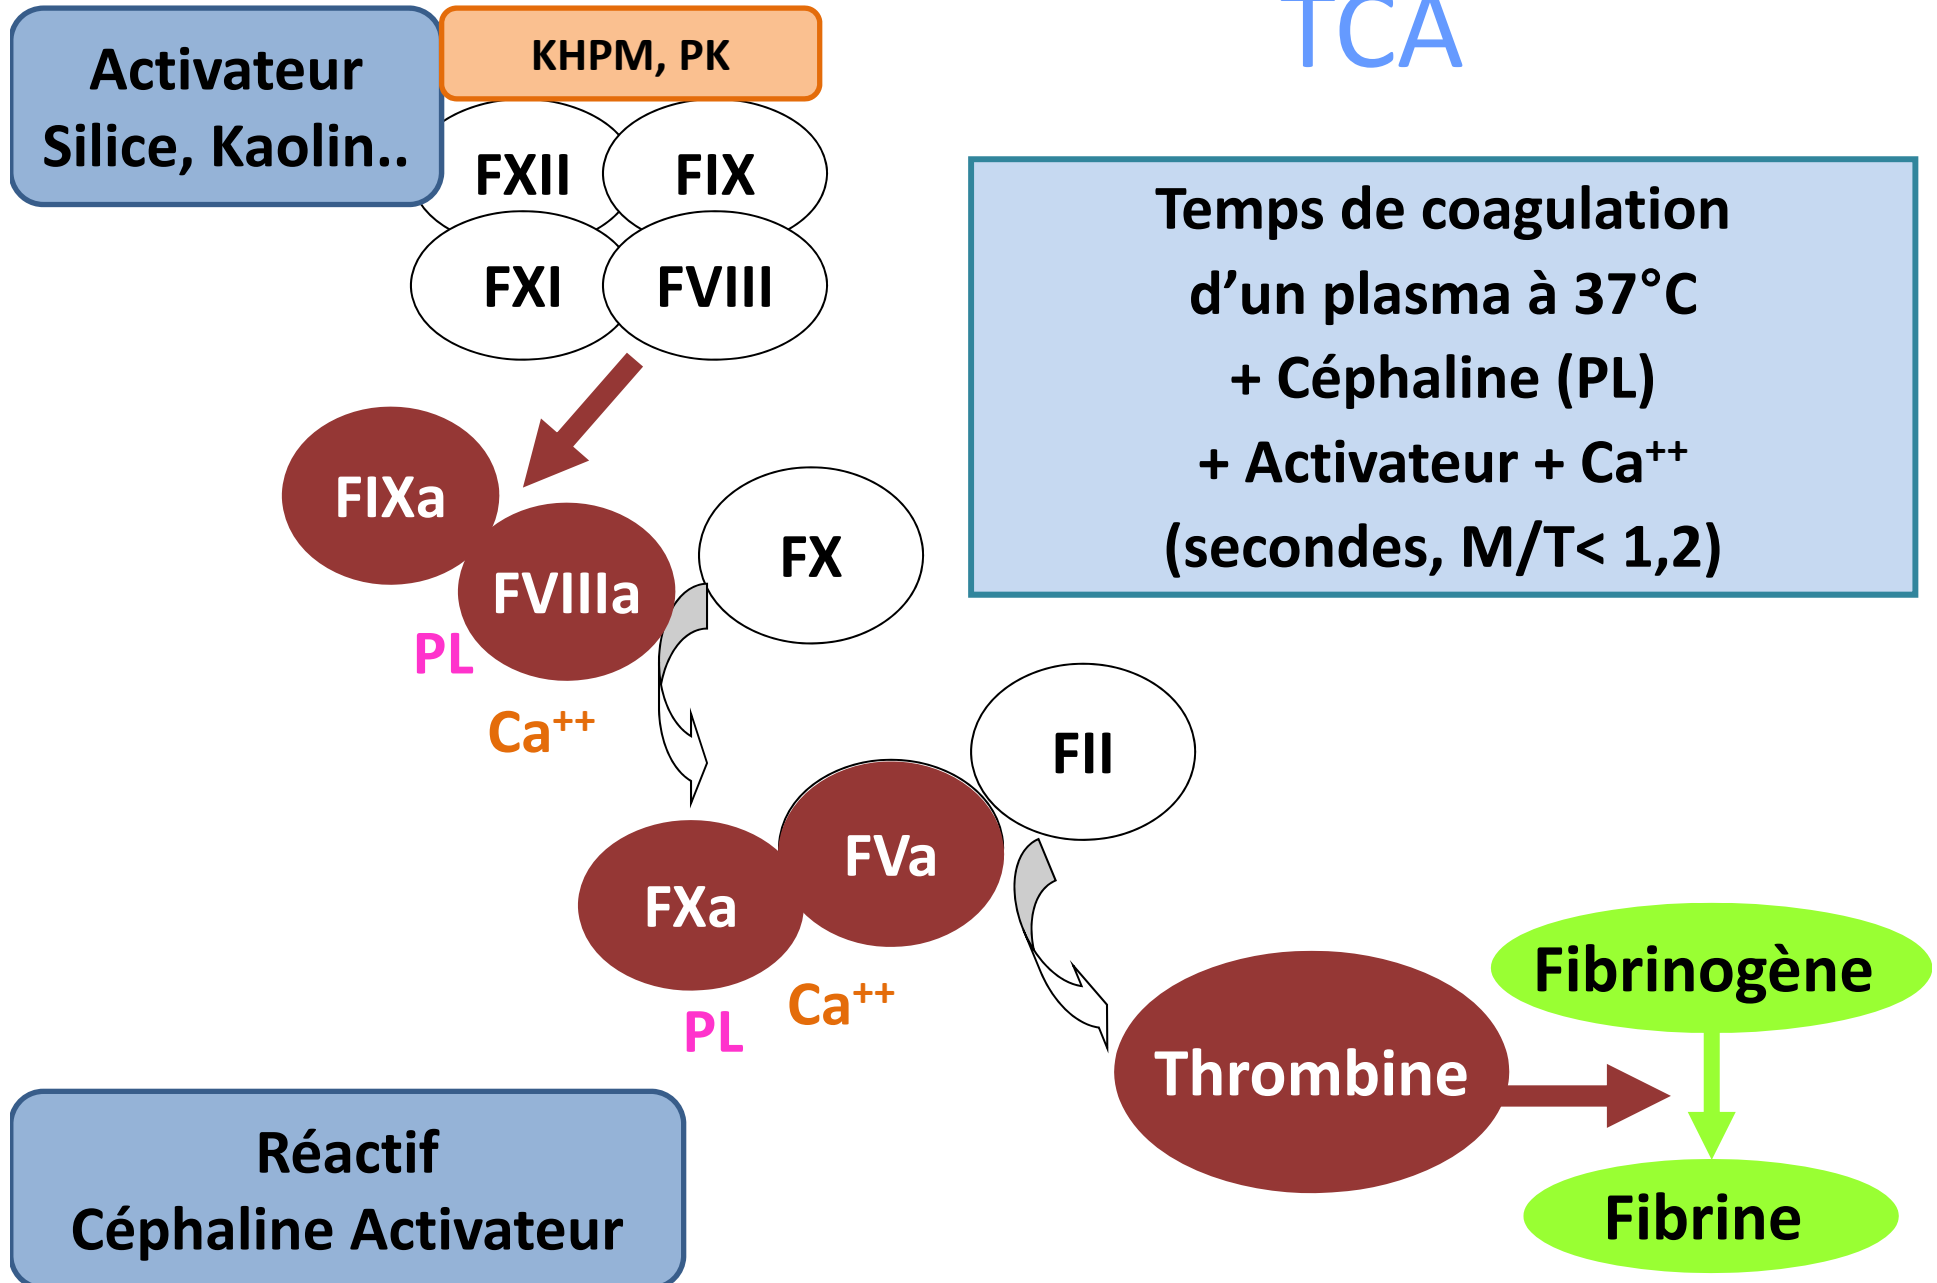 TCA
Activateur
Silice, Kaolin..
KHPM, PK
FXII
FIX
FXI
FVIII
Temps de coagulation
d’un plasma à 37°C
+ Céphaline (PL)
+ Activateur + Ca⁺⁺
(secondes, M/T< 1,2)
FIXa
FVIIIa
FX
PL
Ca⁺⁺
FII
FVa
FXa
Ca⁺⁺
PL
Fibrinogène
Thrombine
Fibrine
Réactif
Céphaline Activateur